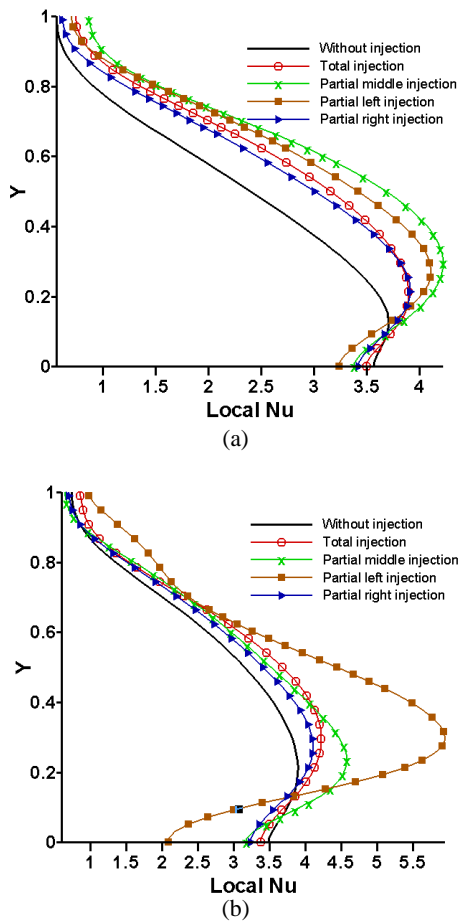 1
0.8
0.6
0.4
0.2
0
Y
1 1.5 2 2.5 3 3.5 4
Local Nu
Without injection
Total injection
Partial middle injection
Partial left injection
Partial right injection
(a)
1
0.8
0.6
0.4
0.2
0
Y
1 1.5 2 2.5 3 3.5 4 4.5 5 5.5
Local Nu
Without injection
Total injection
Partial middle injection
Partial left injection
Partial right injection
(b)